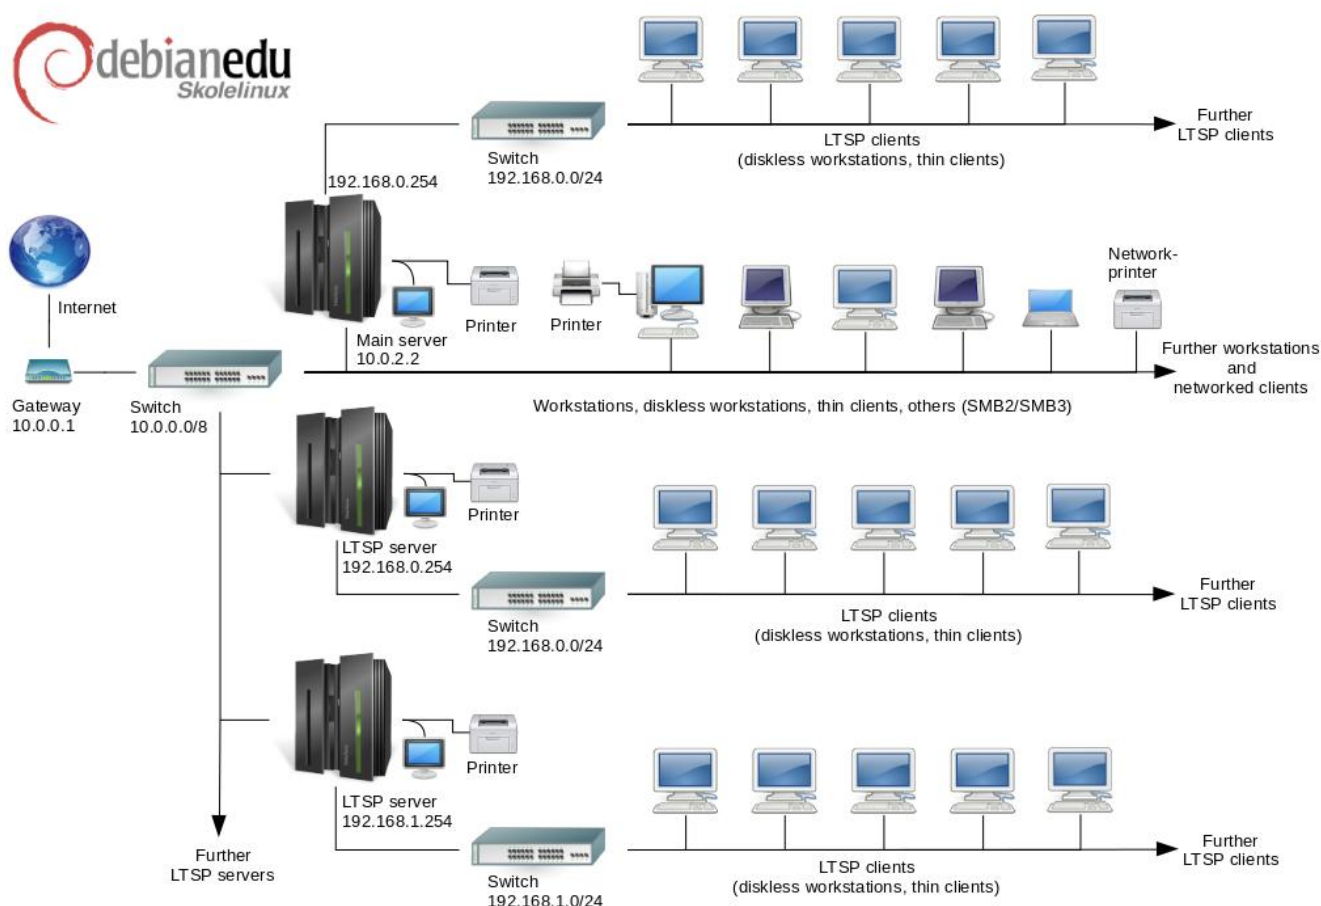 debianedu
Skolelinux
Further
LTSP clients
LTSP clients
(diskless workstations, thin clients)
Switch
192.168.0.0/24
192.168.0.254
Internet
Network-
printer
Printer
Printer
Main server
10.0.2.2
Further workstations
and
networked clients
Gateway
10.0.0.1
Switch
10.0.0.0/8
Workstations, diskless workstations, thin clients, others (SMB2/SMB3)
Printer
LTSP server
192.168.0.254
Switch
192.168.0.0/24
LTSP clients
(diskless workstations, thin clients)
Further
LTSP clients
Printer
LTSP server
192.168.1.254
Further
LTSP servers
Switch
192.168.1.0/24
LTSP clients
(diskless workstations, thin clients)
Further
LTSP clients